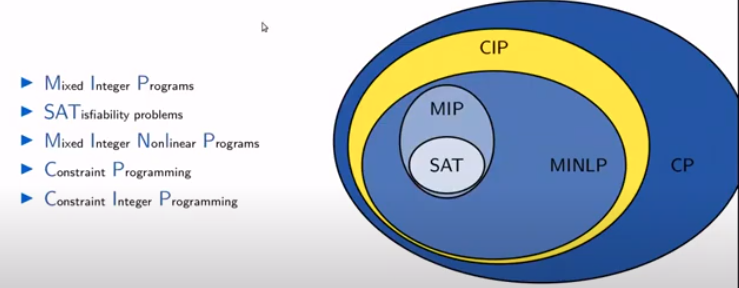 Mixed Integer Programs
SATisfiability problems
Mixed Integer Nonlinear Programs
Constraint Programming
Constraint Integer Programming
CIP
MIP
SAT
MINLP
CP